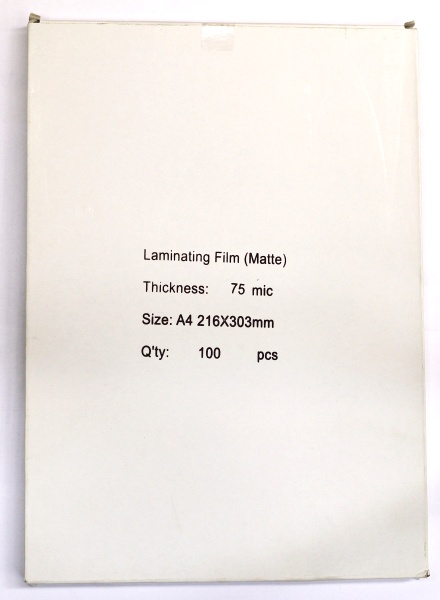 Laminating Film (Matte)
Thickness: 75 mic
Size: A4 216X303mm
Q'ty: 100 pcs